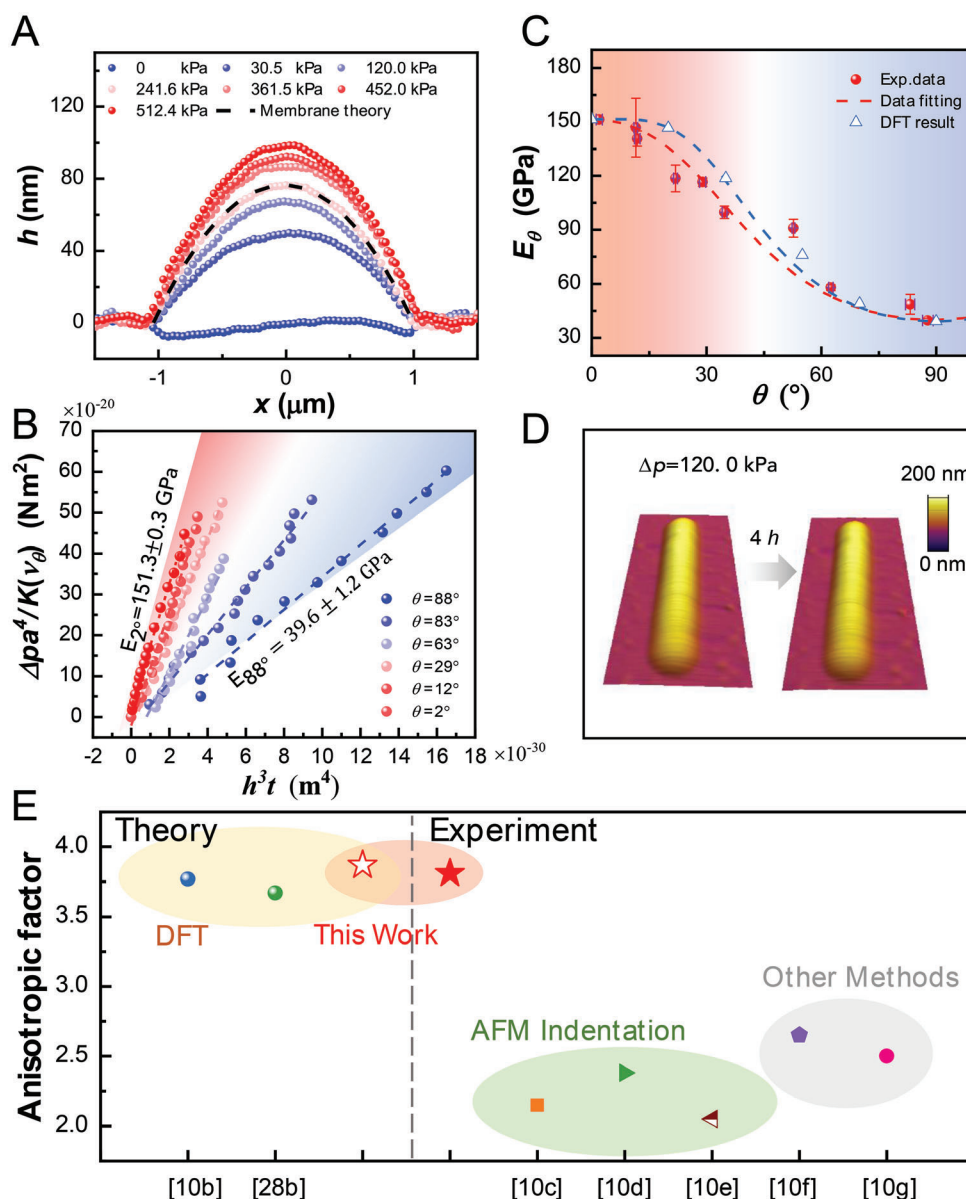 A
0 kPa 30.5 kPa 120.0 kPa
241.6 kPa 361.5 kPa 452.0 kPa
512.4 kPa Membrane theory
h (nm)
120
80
40
0
-1 0 1
x (μm)
B
×10⁻²⁰
Δpa⁴/K(ν_θ) (Nm²)
70
60
50
40
30
20
10
0
E₂° = 151.3±0.3 GPa
E₈₈° = 39.6 ± 1.2 GPa
θ=88°
θ=83°
θ=63°
θ=29°
θ=12°
θ=2°
-2 0 2 4 6 8 10 12 14 16 18 ×10⁻³⁰
h³t (m⁴)
C
E_θ (GPa)
180
150
120
90
60
30
Exp.data
Data fitting
DFT result
0 30 60 90
θ (°)
D
Δp=120. 0 kPa
200 nm
0 nm
4 h
E
Anisotropic factor
4.0
3.5
3.0
2.5
2.0
Theory Experiment
DFT This Work
AFM Indentation
Other Methods
[10b] [28b] [10c] [10d] [10e] [10f] [10g]